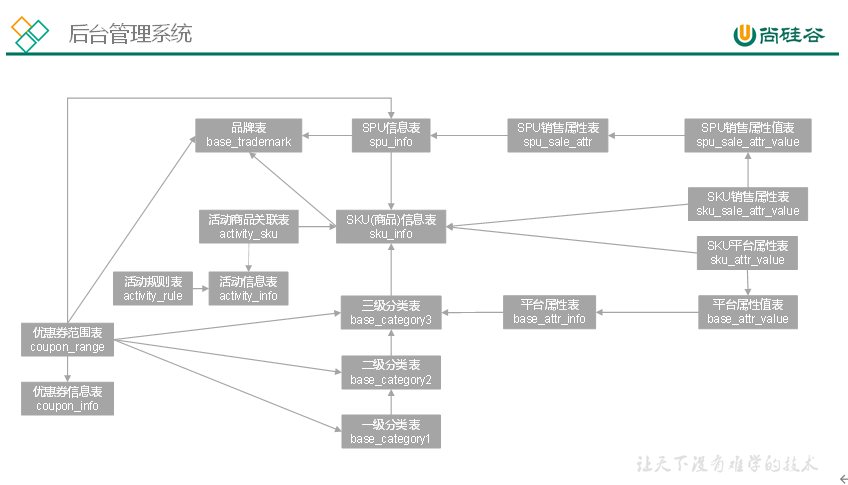 后台管理系统
尚硅谷
品牌表
base_trademark
SPU信息表
spu_info
SPU销售属性表
spu_sale_attr
SPU销售属性值表
spu_sale_attr_value
SKU销售属性表
sku_sale_attr_value
活动商品关联表
activity_sku
SKU(商品)信息表
sku_info
SKU平台属性表
sku_attr_value
活动规则表
activity_rule
活动信息表
activity_info
三级分类表
base_category3
平台属性表
base_attr_info
平台属性值表
base_attr_value
优惠券范围表
coupon_range
二级分类表
base_category2
优惠券信息表
coupon_info
一级分类表
base_category1
让天下没有难学的技术